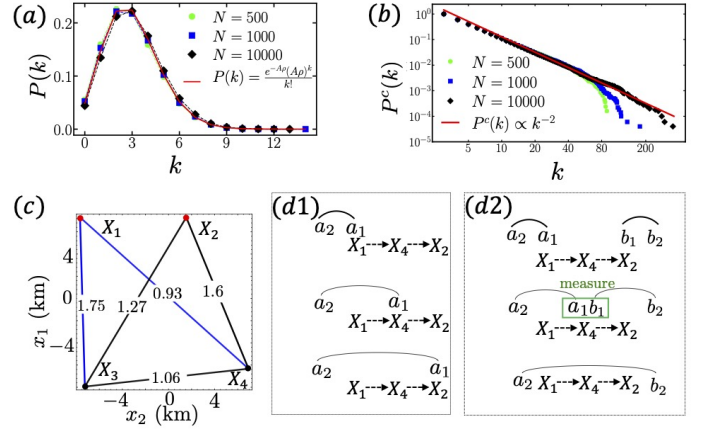 (a)
N = 500
N = 1000
N = 10000
P(k) = e^{-Aρ}(Aρ)^k / k!
P(k)
0.2
0.1
0.0
0 3 6 9 12
k
(b)
10^0
10^{-1}
10^{-2}
10^{-3}
10^{-4}
10^{-5}
P^c(k)
N = 500
N = 1000
N = 10000
P^c(k) ∝ k^{-2}
5 20 80 200
k
(c)
X_1 X_2
4
0
-4
x_1 (km)
1.75 1.27 0.93 1.6
X_3 1.06 X_4
-4 0 4
x_2 (km)
(d1)
a_2 a_1
X_1 ⇢ X_4 ⇢ X_2
a_2 a_1
X_1 ⇢ X_4 ⇢ X_2
a_2 a_1
X_1 ⇢ X_4 ⇢ X_2
(d2)
a_2 a_1 b_1 b_2
X_1 ⇢ X_4 ⇢ X_2
measure
a_2 a_1 b_1 b_2
X_1 ⇢ X_4 ⇢ X_2
a_2 X_1 ⇢ X_4 ⇢ X_2 b_2